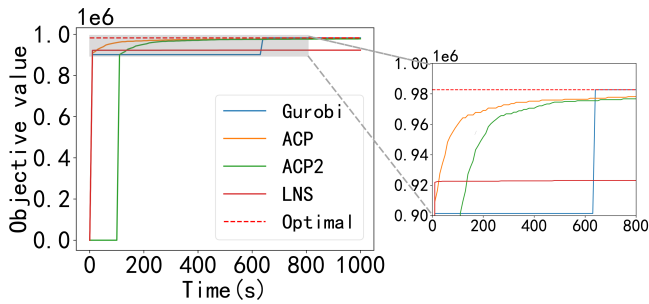 1e6
1.0
0.8
0.6
0.4
0.2
0.0
Objective value
0 200 400 600 800 1000
Time(s)
Gurobi
ACP
ACP2
LNS
Optimal
1e6
1.00
0.98
0.96
0.94
0.92
0.90
0 200 400 600 800